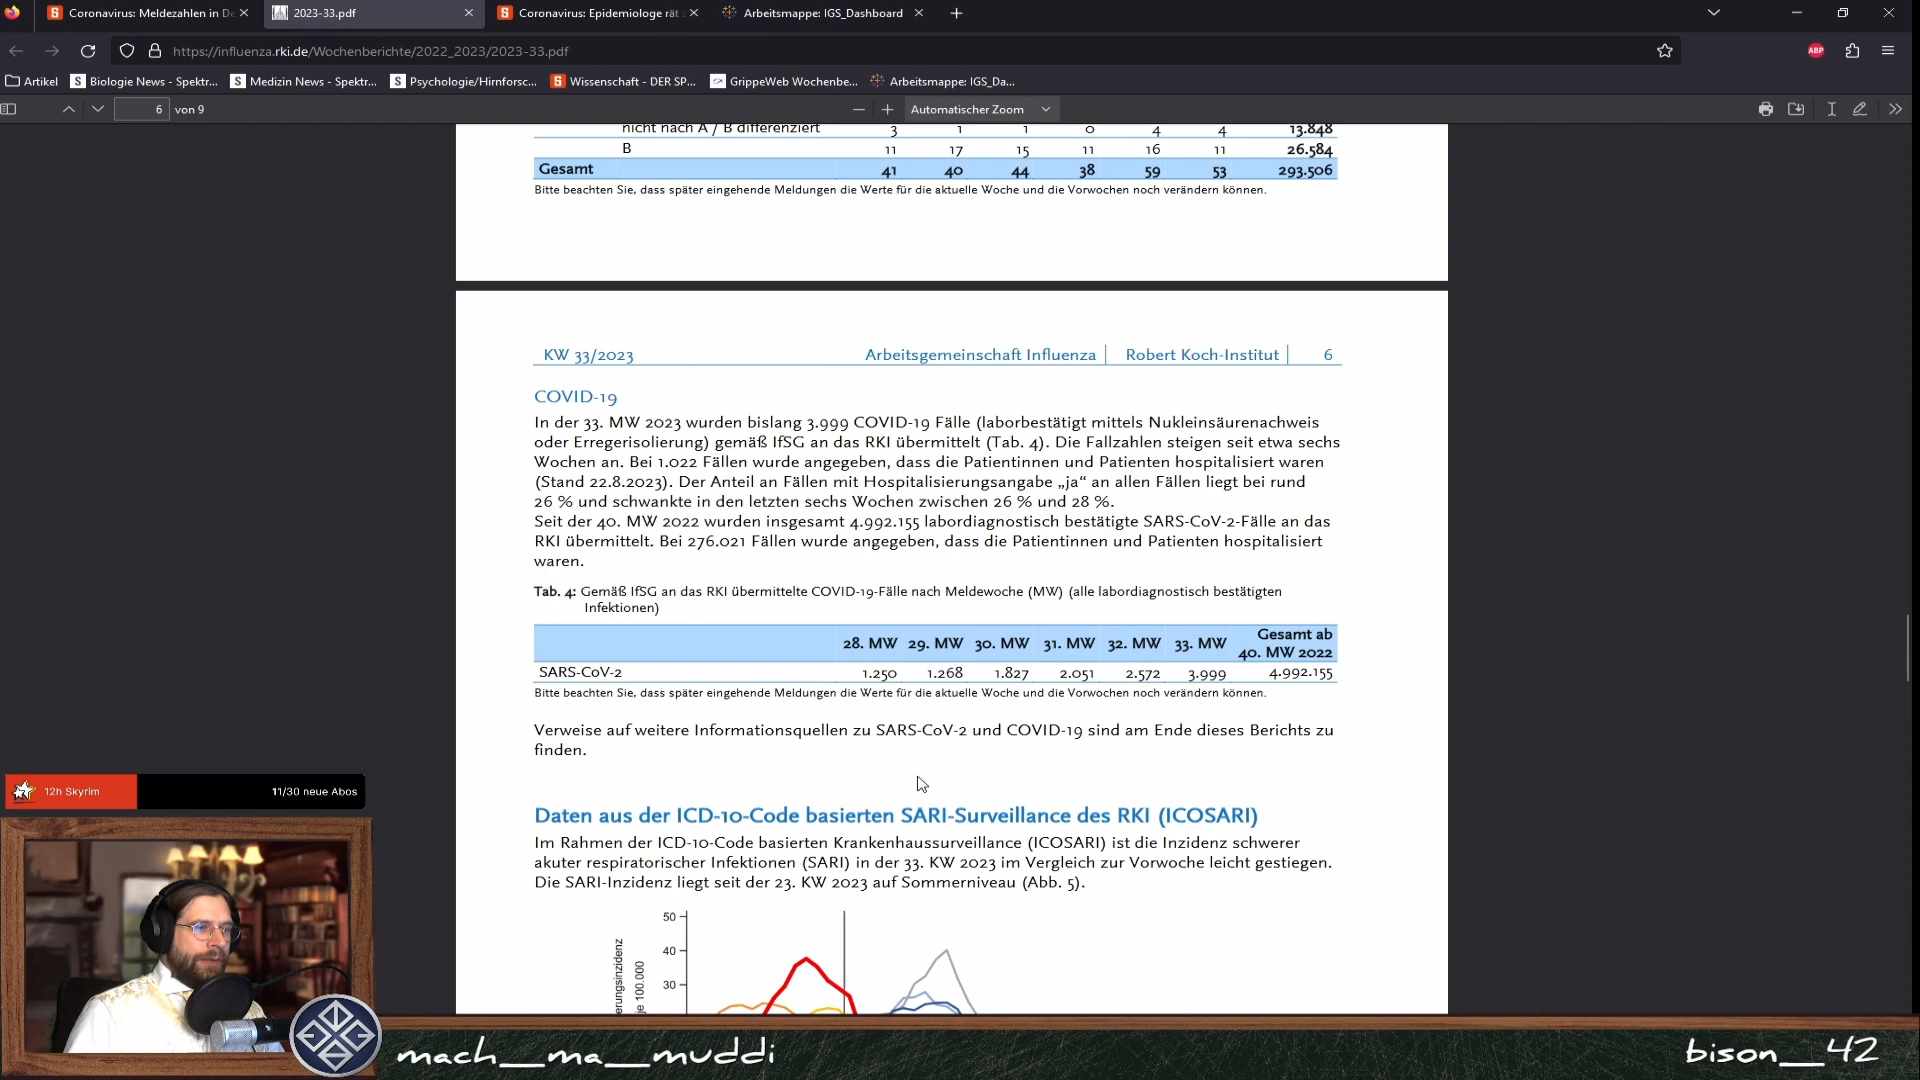 Coronavirus: Meldezahlen in De
2023-33.pdf
Coronavirus: Epidemiologe rät
Arbeitsmappe: IGS_Dashboard
https://influenza.rki.de/Wochenberichte/2022_2023/2023-33.pdf
ABP
Artikel
Biologie News - Spektr...
Medizin News - Spektr...
Psychologie/Hirnforsc...
Wissenschaft - DER SP...
GrippeWeb Wochenbe...
Arbeitsmappe: IGS_Da...
6 von 9
Automatischer Zoom
nicht nach A / B differenziert 3 1 1 0 4 4 13.848
B 11 17 15 11 16 11 26.584
Gesamt 41 40 44 38 59 53 293.506
Bitte beachten Sie, dass später eingehende Meldungen die Werte für die aktuelle Woche und die Vorwochen noch verändern können.
KW 33/2023 Arbeitsgemeinschaft Influenza Robert Koch-Institut 6
COVID-19
In der 33. MW 2023 wurden bislang 3.999 COVID-19 Fälle (laborbestätigt mittels Nukleinsäurenachweis
oder Erregerisolierung) gemäß IfSG an das RKI übermittelt (Tab. 4). Die Fallzahlen steigen seit etwa sechs
Wochen an. Bei 1.022 Fällen wurde angegeben, dass die Patientinnen und Patienten hospitalisiert waren
(Stand 22.8.2023). Der Anteil an Fällen mit Hospitalisierungsangabe „ja“ an allen Fällen liegt bei rund
26 % und schwankte in den letzten sechs Wochen zwischen 26 % und 28 %.
Seit der 40. MW 2022 wurden insgesamt 4.992.155 labordiagnostisch bestätigte SARS-CoV-2-Fälle an das
RKI übermittelt. Bei 276.021 Fällen wurde angegeben, dass die Patientinnen und Patienten hospitalisiert
waren.
Tab. 4: Gemäß IfSG an das RKI übermittelte COVID-19-Fälle nach Meldewoche (MW) (alle labordiagnostisch bestätigten
Infektionen)
28. MW 29. MW 30. MW 31. MW 32. MW 33. MW Gesamt ab
40. MW 2022
SARS-CoV-2 1.250 1.268 1.827 2.051 2.572 3.999 4.992.155
Bitte beachten Sie, dass später eingehende Meldungen die Werte für die aktuelle Woche und die Vorwochen noch verändern können.
Verweise auf weitere Informationsquellen zu SARS-CoV-2 und COVID-19 sind am Ende dieses Berichts zu
finden.
12h Skyrim 11/30 neue Abos
Daten aus der ICD-10-Code basierten SARI-Surveillance des RKI (ICOSARI)
Im Rahmen der ICD-10-Code basierten Krankenhaussurveillance (ICOSARI) ist die Inzidenz schwerer
akuter respiratorischer Infektionen (SARI) in der 33. KW 2023 im Vergleich zur Vorwoche leicht gestiegen.
Die SARI-Inzidenz liegt seit der 23. KW 2023 auf Sommerniveau (Abb. 5).
50
40
30
erungsinzidenz
je 100.000
mach__ma__muddi
bison__42